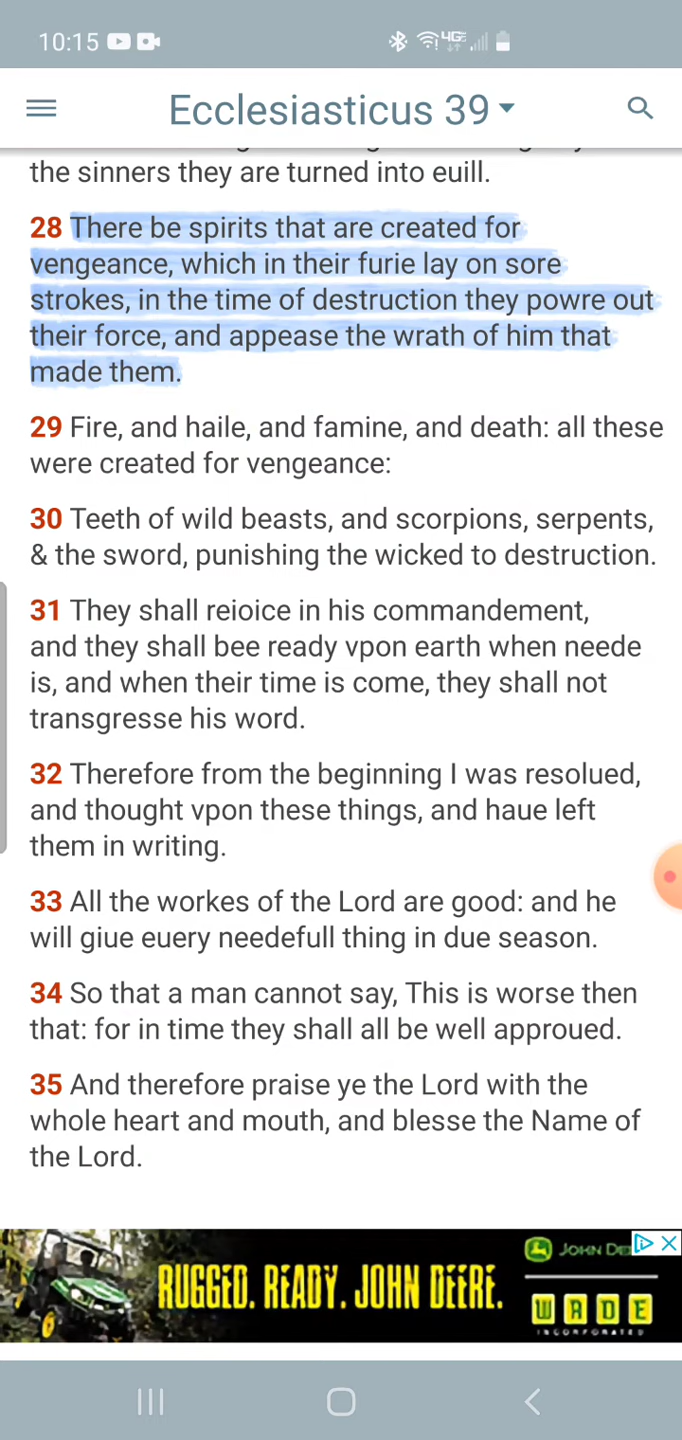 10:15
4GE
Ecclesiasticus 39
the sinners they are turned into euill.
28 There be spirits that are created for
vengeance, which in their furie lay on sore
strokes, in the time of destruction they powre out
their force, and appease the wrath of him that
made them.
29 Fire, and haile, and famine, and death: all these
were created for vengeance:
30 Teeth of wild beasts, and scorpions, serpents,
& the sword, punishing the wicked to destruction.
31 They shall reioice in his commandement,
and they shall bee ready vpon earth when neede
is, and when their time is come, they shall not
transgresse his word.
32 Therefore from the beginning I was resolued,
and thought vpon these things, and haue left
them in writing.
33 All the workes of the Lord are good: and he
will giue euery needefull thing in due season.
34 So that a man cannot say, This is worse then
that: for in time they shall all be well approued.
35 And therefore praise ye the Lord with the
whole heart and mouth, and blesse the Name of
the Lord.
RUGGED. READY. JOHN DEERE.
JOHN DE
WADE
INCORPORATED